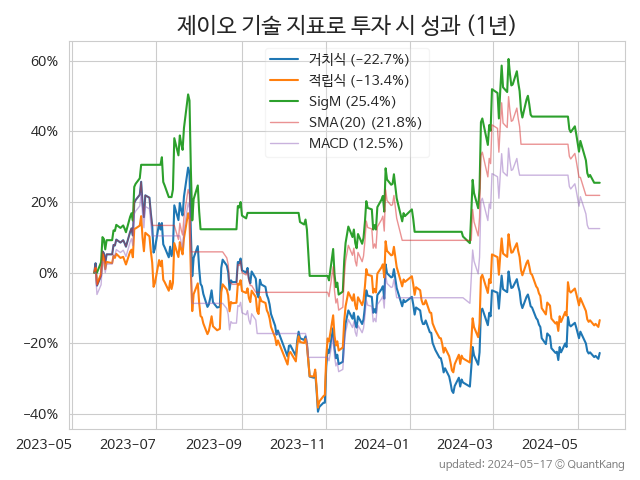 제이오 기술 지표로 투자 시 성과 (1년)
거치식 (−22.7%)
적립식 (−13.4%)
SigM (25.4%)
SMA(20) (21.8%)
MACD (12.5%)
60%
40%
20%
0%
−20%
−40%
2023-05 2023-07 2023-09 2023-11 2024-01 2024-03 2024-05
updated: 2024-05-17 © QuantKang